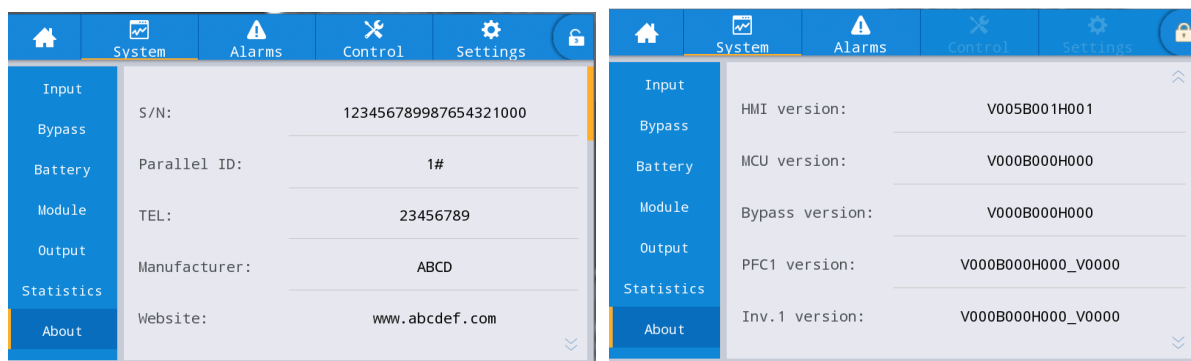 System Alarms Control Settings
Input
Bypass
Battery
Module
Output
Statistics
About
S/N: 123456789987654321000
Parallel ID: 1#
TEL: 23456789
Manufacturer: ABCD
Website: www.abcdef.com
System Alarms Control Settings
Input
Bypass
Battery
Module
Output
Statistics
About
HMI version: V005B001H001
MCU version: V000B000H000
Bypass version: V000B000H000
PFC1 version: V000B000H000_V0000
Inv.1 version: V000B000H000_V0000